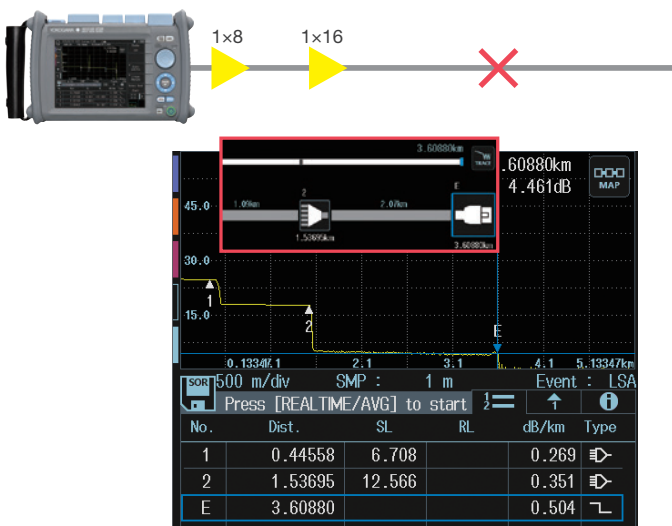 YOKOGAWA
1×8
1×16
3.60880km
TRACE
.60880km
4.461dB
MAP
E
2
1.09km
2.07km
45.0
1.53695km
3.60880km
30.0
1
15.0
2
E
0.13347k
1.1
2.1
3.1
4.1
5.13347km
SOR
500 m/div
SMP :
1 m
Event : LSA
Press [REALTIME/AVG] to start
No. Dist. SL RL dB/km Type
1 0.44558 6.708 0.269
2 1.53695 12.566 0.351
E 3.60880 0.504